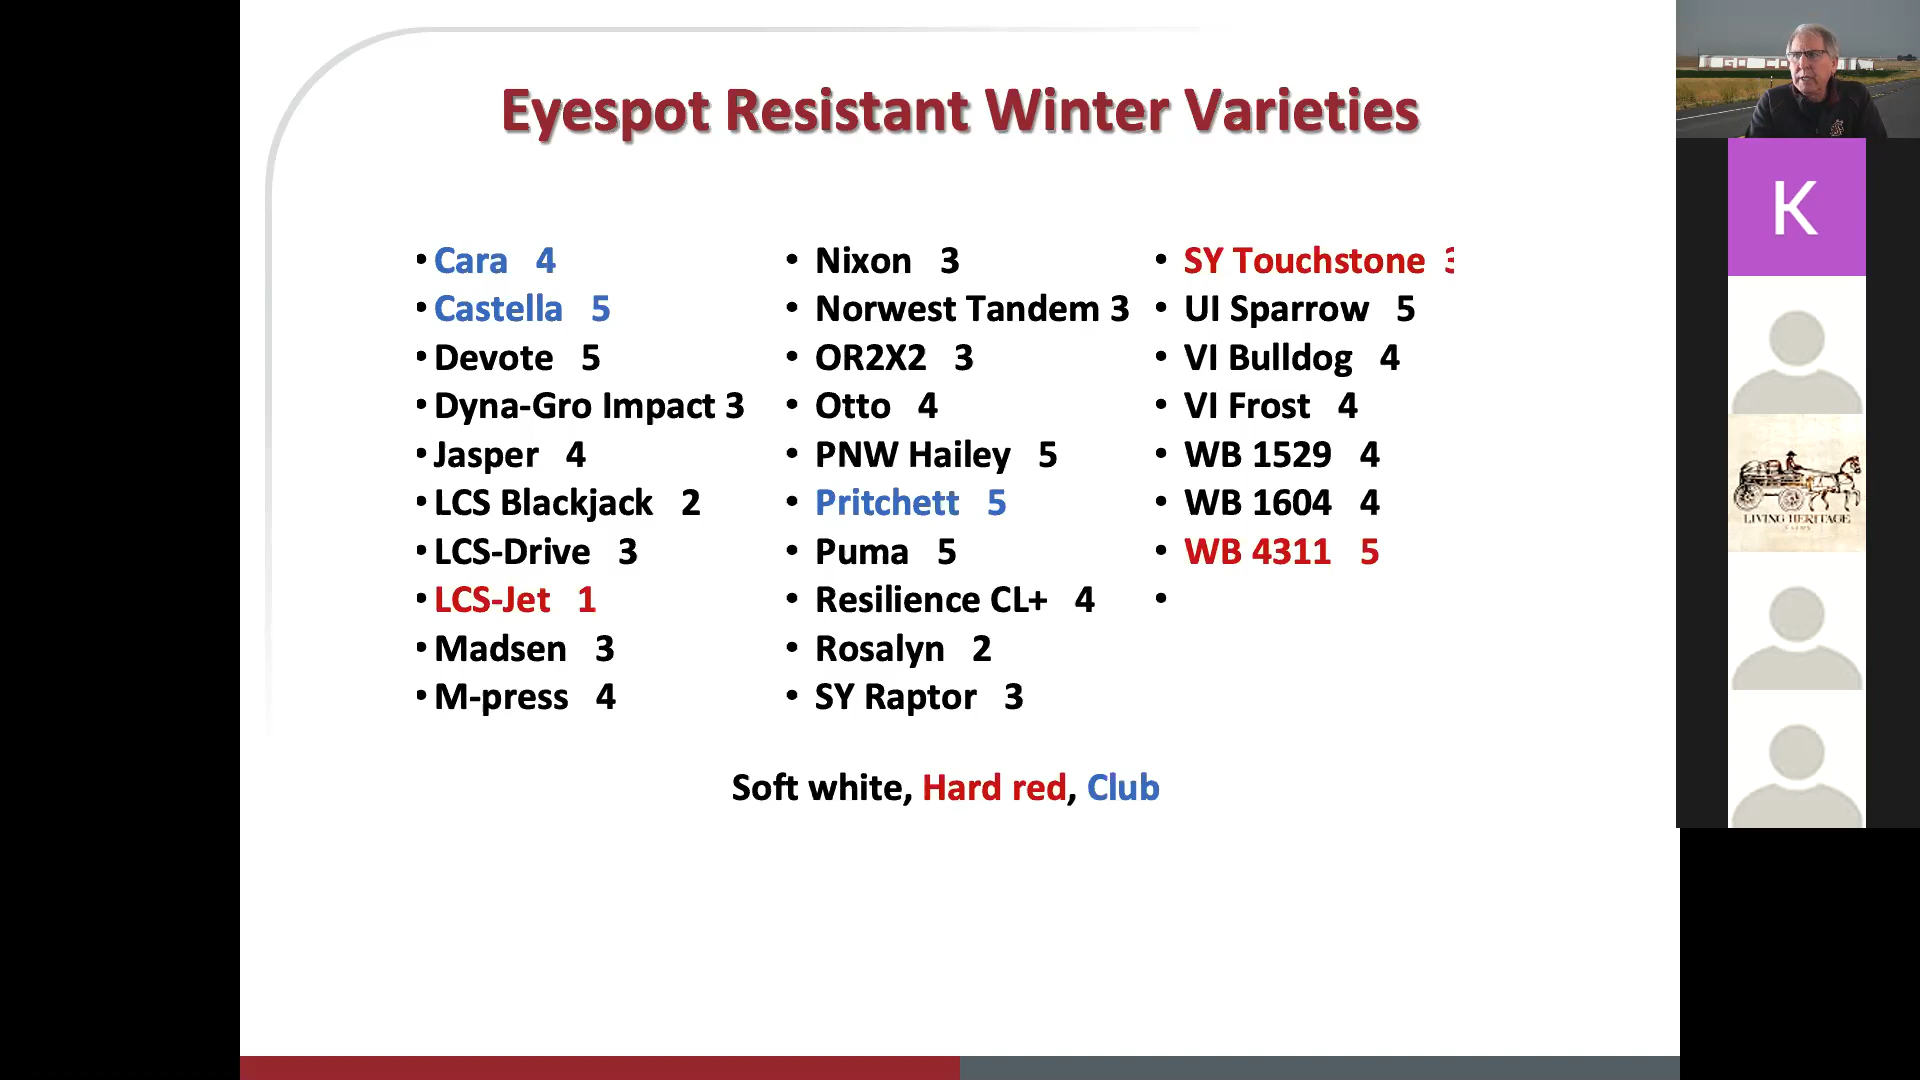 Eyespot Resistant Winter Varieties
• Cara 4
• Castella 5
• Devote 5
• Dyna-Gro Impact 3
• Jasper 4
• LCS Blackjack 2
• LCS-Drive 3
• LCS-Jet 1
• Madsen 3
• M-press 4
• Nixon 3
• Norwest Tandem 3
• OR2X2 3
• Otto 4
• PNW Hailey 5
• Pritchett 5
• Puma 5
• Resilience CL+ 4
• Rosalyn 2
• SY Raptor 3
• SY Touchstone 3
• UI Sparrow 5
• VI Bulldog 4
• VI Frost 4
• WB 1529 4
• WB 1604 4
• WB 4311 5
•
Soft white, Hard red, Club
K
LIVING HERITAGE